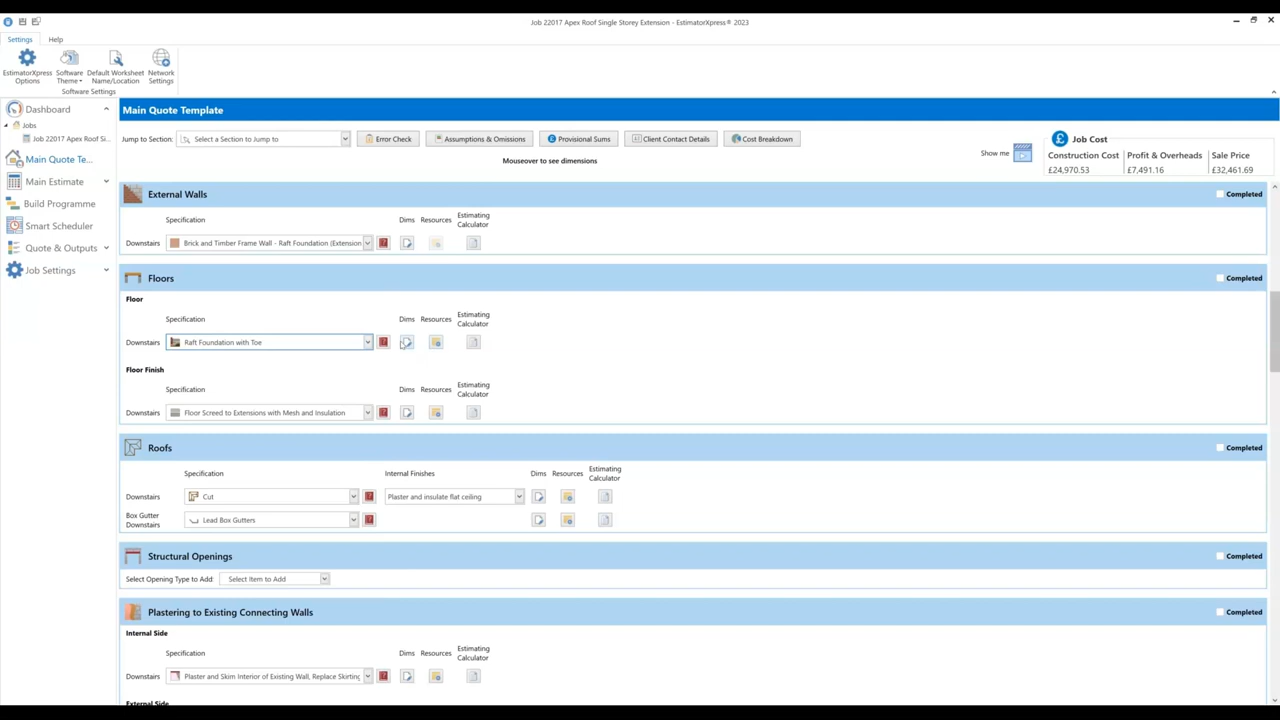 Job 22017 Apex Roof Single Storey Extension - EstimatorXpress® 2023
Settings Help
EstimatorXpress Options
Software Theme
Default Worksheet Name/Location
Network Settings
Software Settings
Dashboard
Jobs
Job 22017 Apex Roof Si...
Main Quote Te...
Main Estimate
Build Programme
Smart Scheduler
Quote & Outputs
Job Settings
Main Quote Template
Jump to Section: Select a Section to Jump to Error Check Assumptions & Omissions Provisional Sums Client Contact Details Cost Breakdown
Mouseover to see dimensions
Show me
Job Cost
Construction Cost Profit & Overheads Sale Price
£24,970.53 £7,491.16 £32,461.69
External Walls Completed
Specification Dims Resources Estimating Calculator
Downstairs Brick and Timber Frame Wall - Raft Foundation (Extension
Floors Completed
Floor
Specification Dims Resources Estimating Calculator
Downstairs Raft Foundation with Toe
Floor Finish
Specification Dims Resources Estimating Calculator
Downstairs Floor Screed to Extensions with Mesh and Insulation
Roofs Completed
Specification Internal Finishes Dims Resources Estimating Calculator
Downstairs Cut Plaster and insulate flat ceiling
Box Gutter Downstairs Lead Box Gutters
Structural Openings Completed
Select Opening Type to Add: Select Item to Add
Plastering to Existing Connecting Walls Completed
Internal Side
Specification Dims Resources Estimating Calculator
Downstairs Plaster and Skim Interior of Existing Wall, Replace Skirting
External Side